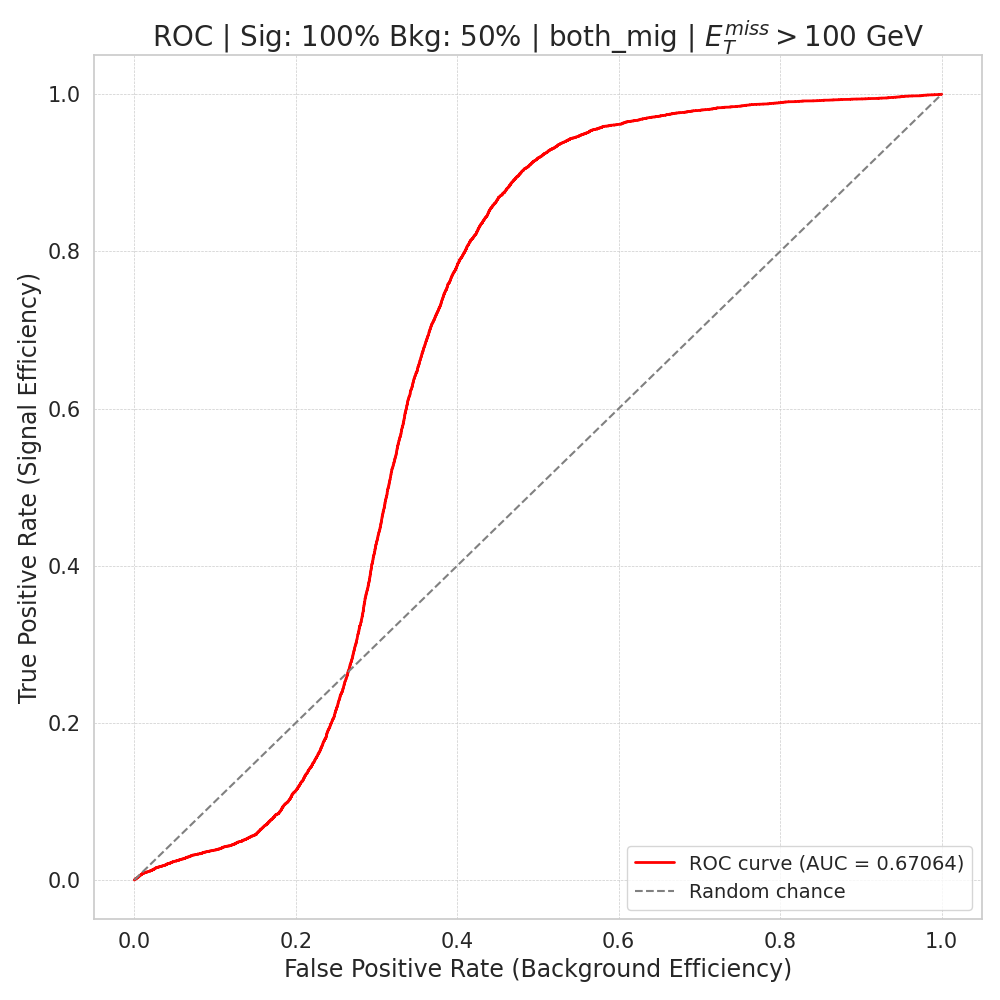 ROC | Sig: 100% Bkg: 50% | both_mig | $E_T^{miss} > 100$ GeV
True Positive Rate (Signal Efficiency)
1.0
0.8
0.6
0.4
0.2
0.0
ROC curve (AUC = 0.67064)
Random chance
0.0 0.2 0.4 0.6 0.8 1.0
False Positive Rate (Background Efficiency)